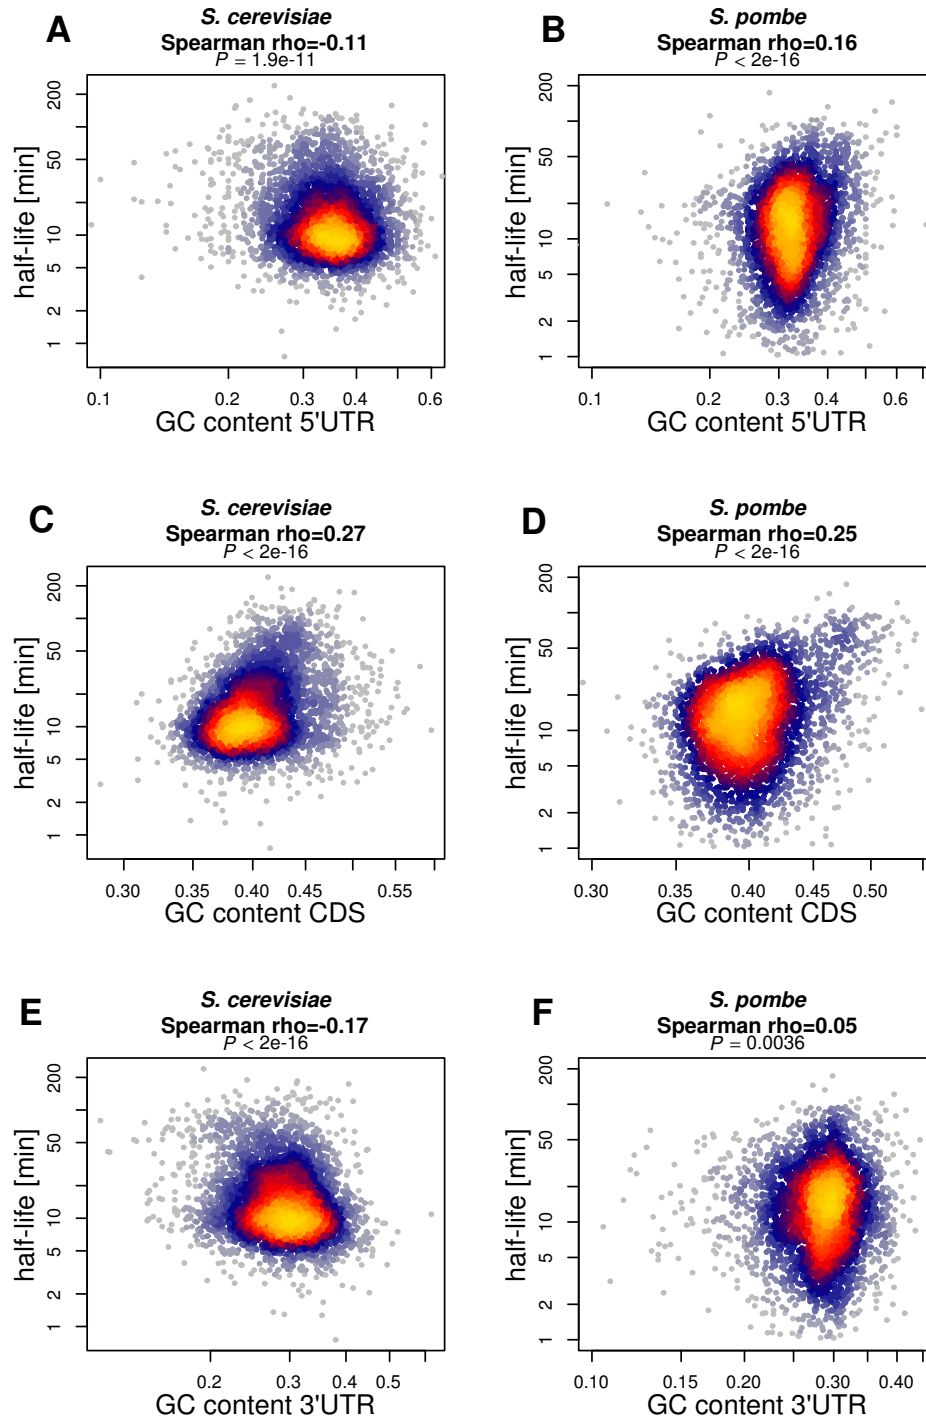 A
S. cerevisiae
Spearman rho=-0.11
P = 1.9e-11
200
50
10
5
2
1
half-life [min]
0.1 0.2 0.3 0.4 0.6
GC content 5'UTR
B
S. pombe
Spearman rho=0.16
P < 2e-16
200
50
10
5
2
1
half-life [min]
0.1 0.2 0.3 0.4 0.6
GC content 5'UTR
C
S. cerevisiae
Spearman rho=0.27
P < 2e-16
200
50
10
5
2
1
half-life [min]
0.30 0.35 0.40 0.45 0.55
GC content CDS
D
S. pombe
Spearman rho=0.25
P < 2e-16
200
50
10
5
2
1
half-life [min]
0.30 0.35 0.40 0.45 0.50
GC content CDS
E
S. cerevisiae
Spearman rho=-0.17
P < 2e-16
200
50
10
5
2
1
half-life [min]
0.2 0.3 0.4 0.5
GC content 3'UTR
F
S. pombe
Spearman rho=0.05
P = 0.0036
200
50
10
5
2
1
half-life [min]
0.10 0.15 0.20 0.30 0.40
GC content 3'UTR